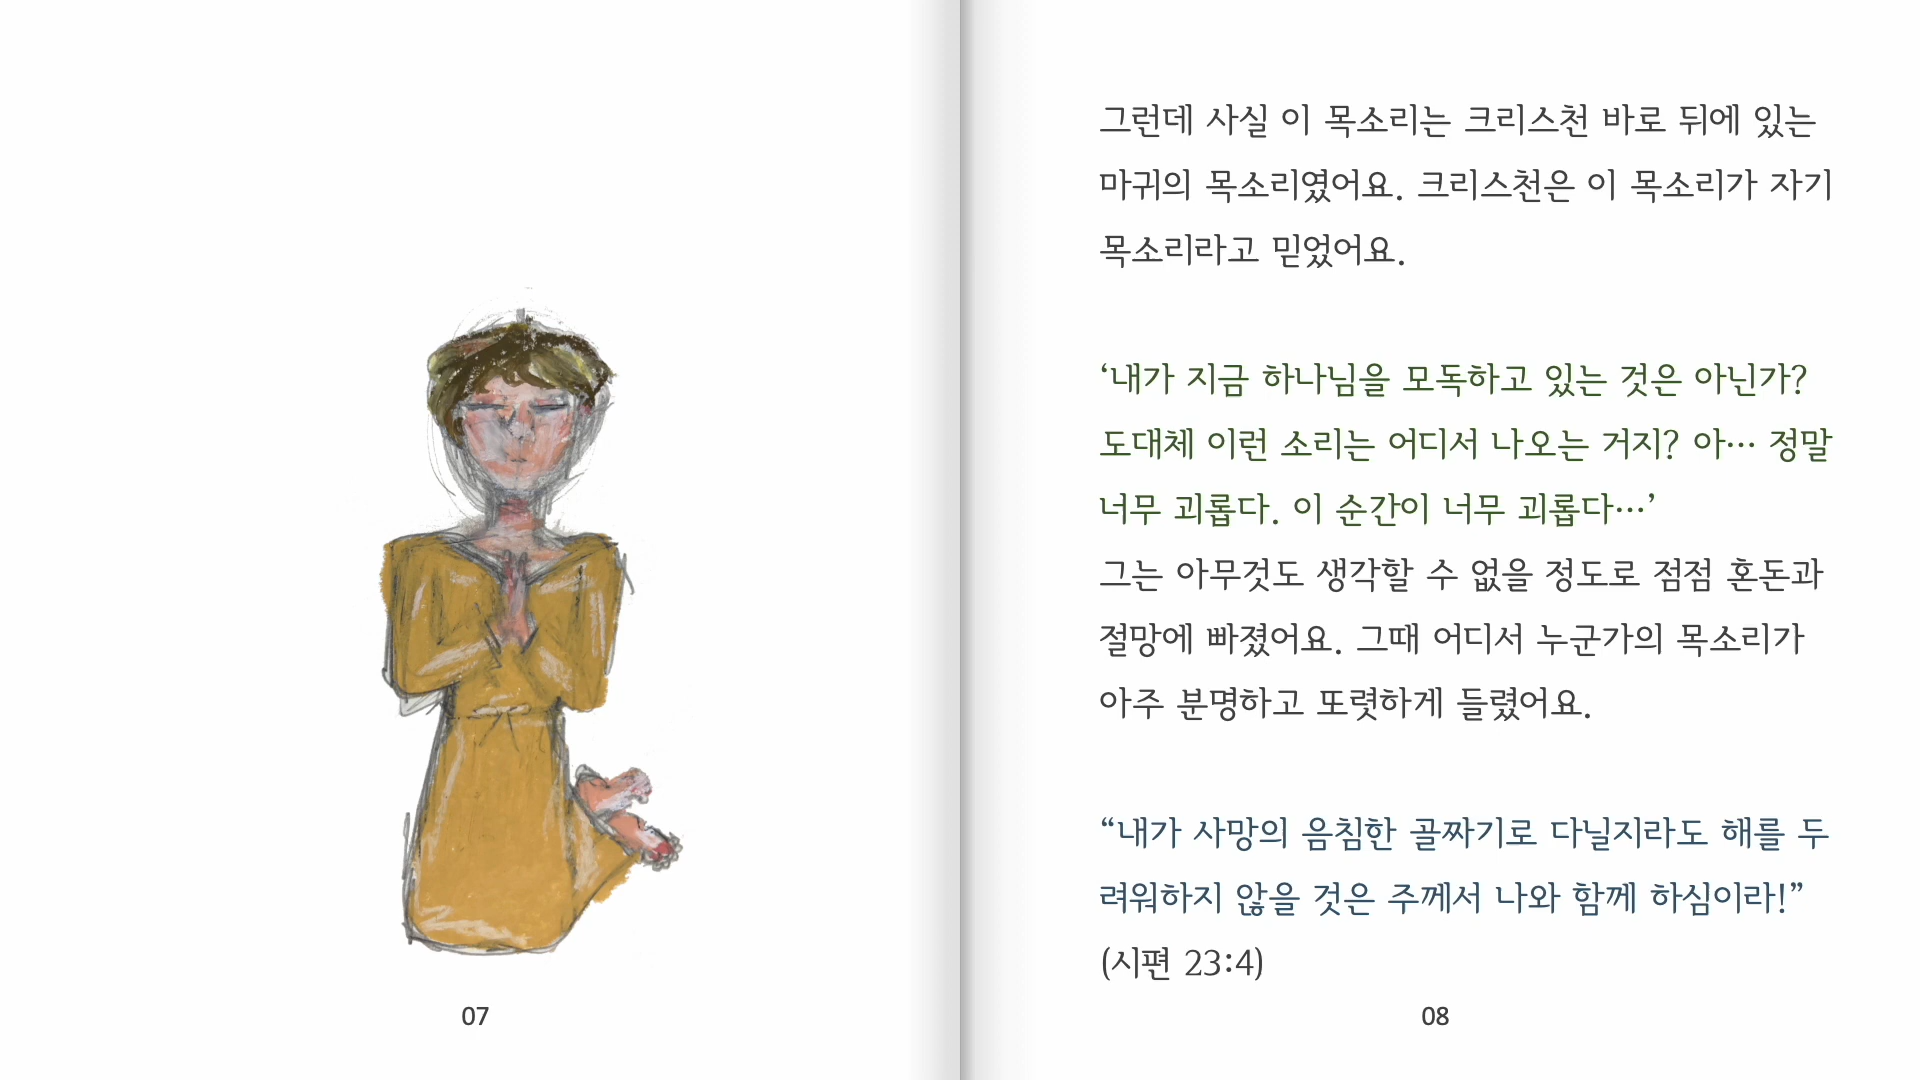 그런데 사실 이 목소리는 크리스천 바로 뒤에 있는
마귀의 목소리였어요. 크리스천은 이 목소리가 자기
목소리라고 믿었어요.
‘내가 지금 하나님을 모독하고 있는 것은 아닌가?
도대체 이런 소리는 어디서 나오는 거지? 아… 정말
너무 괴롭다. 이 순간이 너무 괴롭다…’
그는 아무것도 생각할 수 없을 정도로 점점 혼돈과
절망에 빠졌어요. 그때 어디서 누군가의 목소리가
아주 분명하고 또렷하게 들렸어요.
“내가 사망의 음침한 골짜기로 다닐지라도 해를 두
려워하지 않을 것은 주께서 나와 함께 하심이라!”
(시편 23:4)
07
08